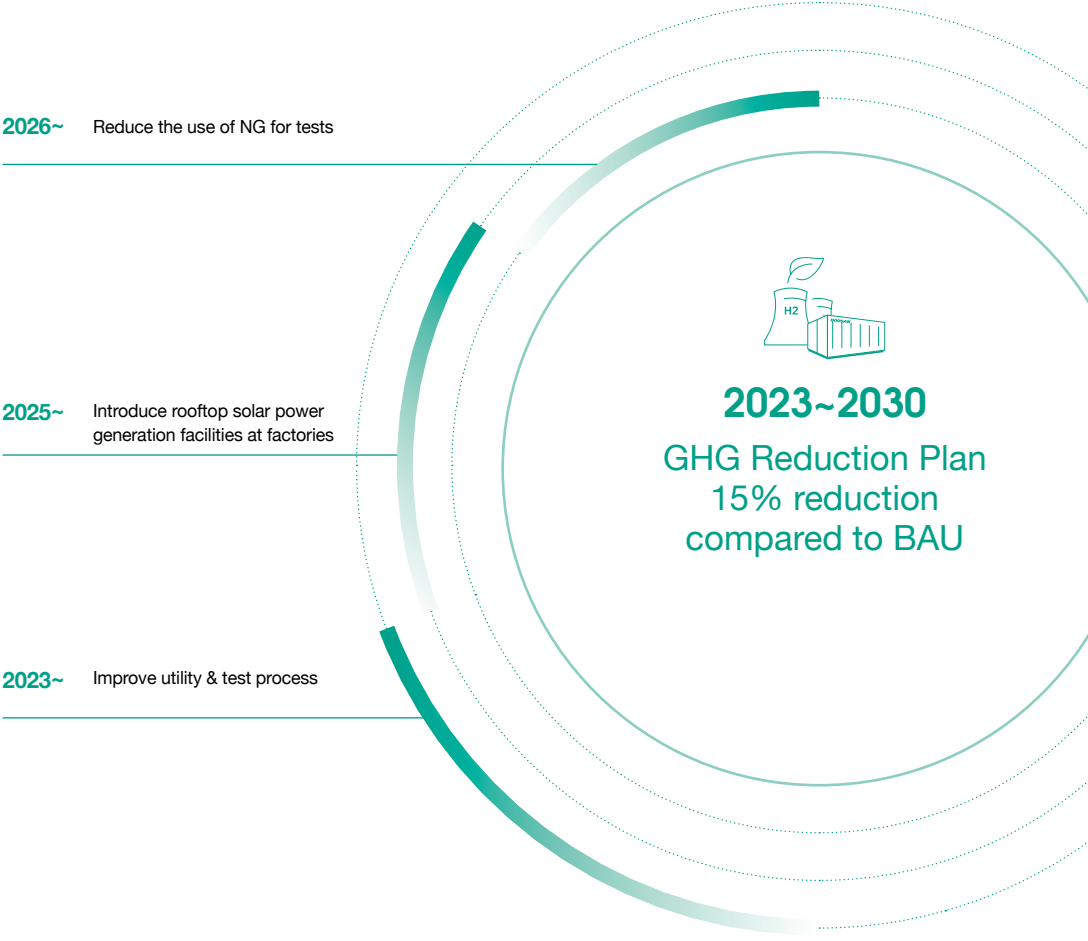 2026~ Reduce the use of NG for tests
2025~ Introduce rooftop solar power
generation facilities at factories
2023~ Improve utility & test process
H2
2023~2030
GHG Reduction Plan
15% reduction
compared to BAU